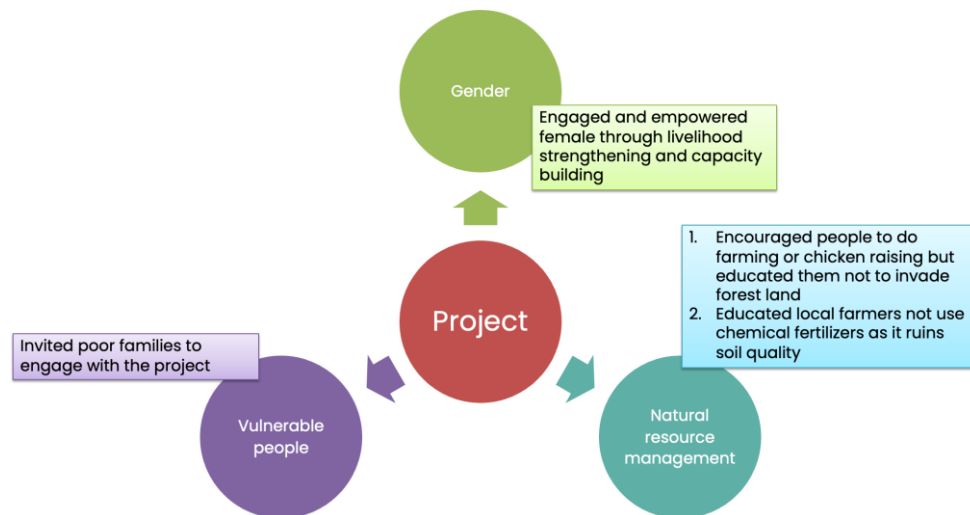 Gender
Engaged and empowered
female through livelihood
strengthening and capacity
building
Project
1. Encouraged people to do
farming or chicken raising but
educated them not to invade
forest land
2. Educated local farmers not use
chemical fertilizers as it ruins
soil quality
Invited poor families to
engage with the project
Vulnerable
people
Natural
resource
management